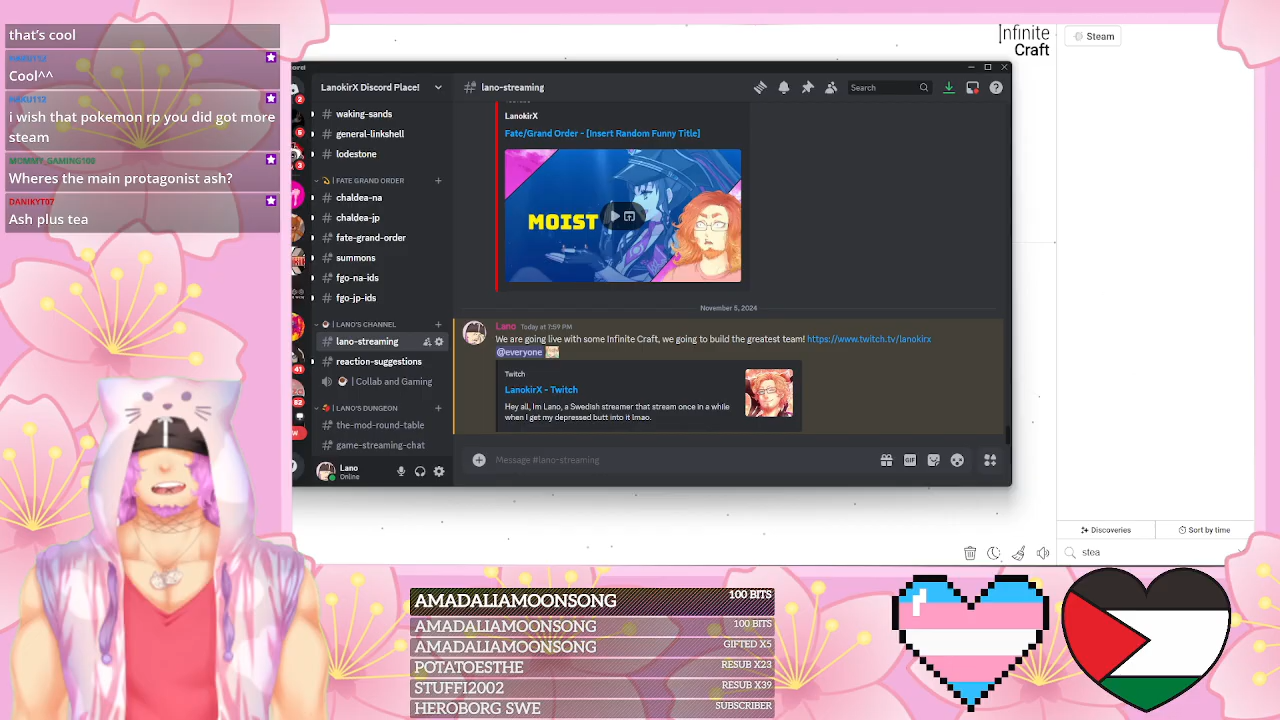 that's cool
Cool^^
i wish that pokemon rp you did got more
steam
MOMMY_GAMING100
Wheres the main protagonist ash?
DANIKYT07
Ash plus tea
LanokirX Discord Place!
waking-sands
general-linkshell
lodestone
FATE GRAND ORDER
chaldea-na
chaldea-jp
fate-grand-order
summons
fgo-na-ids
fgo-jp-ids
LANO'S CHANNEL
lano-streaming
reaction-suggestions
| Collab and Gaming
LANO'S DUNGEON
the-mod-round-table
game-streaming-chat
Lano
Online
lano-streaming
Search
LanokirX
Fate/Grand Order - [Insert Random Funny Title]
MOIST
November 5, 2024
Lano Today at 7:59 PM
We are going live with some Infinite Craft, we going to build the greatest team! https://www.twitch.tv/lanokirx
@everyone
Twitch
LanokirX - Twitch
Hey all, Im Lano, a Swedish streamer that stream once in a while
when I get my depressed butt into it lmao.
Message #lano-streaming
GIF
Infinite
Craft
Steam
Discoveries
Sort by time
stea
AMADALIAMOONSONG 100 BITS
AMADALIAMOONSONG 100 BITS
AMADALIAMOONSONG GIFTED X5
POTATOESTHE RESUB X23
STUFFI2002 RESUB X39
HEROBORG SWE SUBSCRIBER